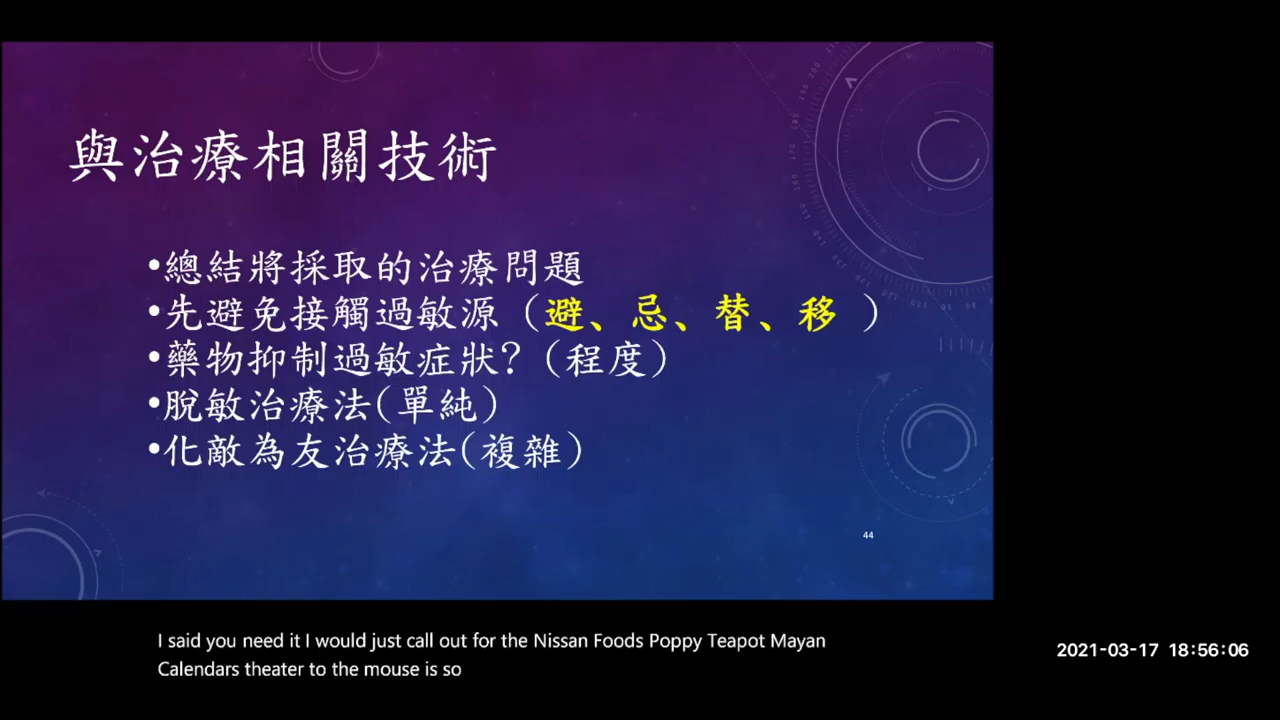 與治療相關技術
•總結將採取的治療問題
•先避免接觸過敏源（避、忌、替、移 ）
•藥物抑制過敏症狀？(程度)
•脫敏治療法(單純)
•化敵為友治療法(複雜)
44
I said you need it I would just call out for the Nissan Foods Poppy Teapot Mayan
Calendars theater to the mouse is so
2021-03-17 18:56:06